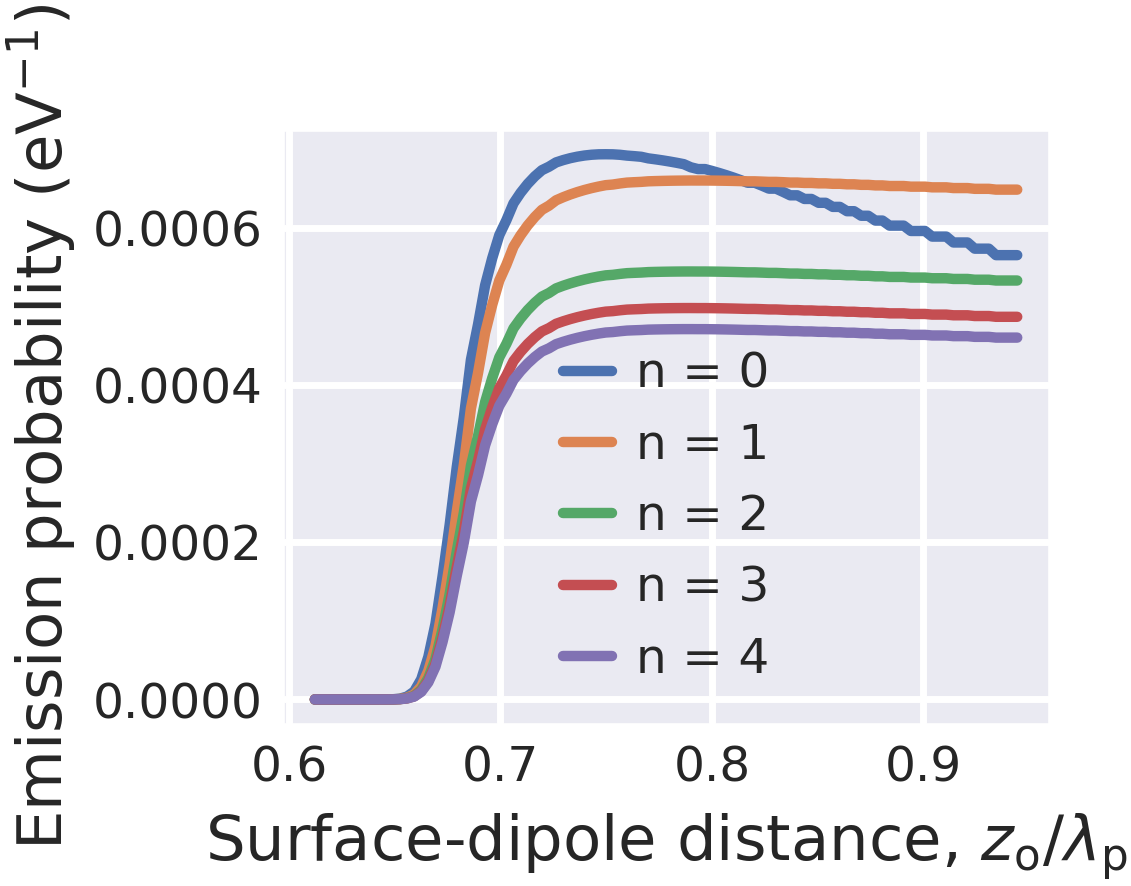 Emission probability (eV⁻¹)
0.0006
0.0004
0.0002
0.0000
n = 0
n = 1
n = 2
n = 3
n = 4
0.6 0.7 0.8 0.9
Surface-dipole distance, zₒ/λₚ